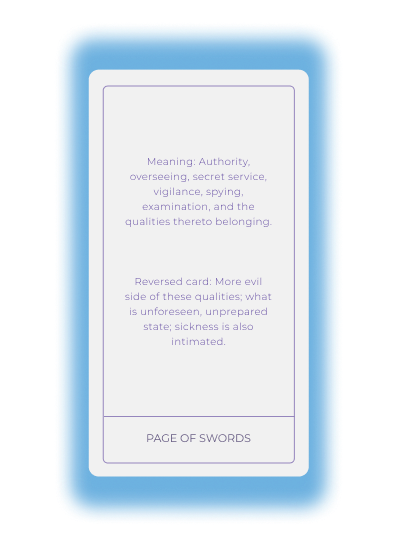 Meaning: Authority,
overseeing, secret service,
vigilance, spying,
examination, and the
qualities thereto belonging.
Reversed card: More evil
side of these qualities; what
is unforeseen, unprepared
state; sickness is also
intimated.
PAGE OF SWORDS